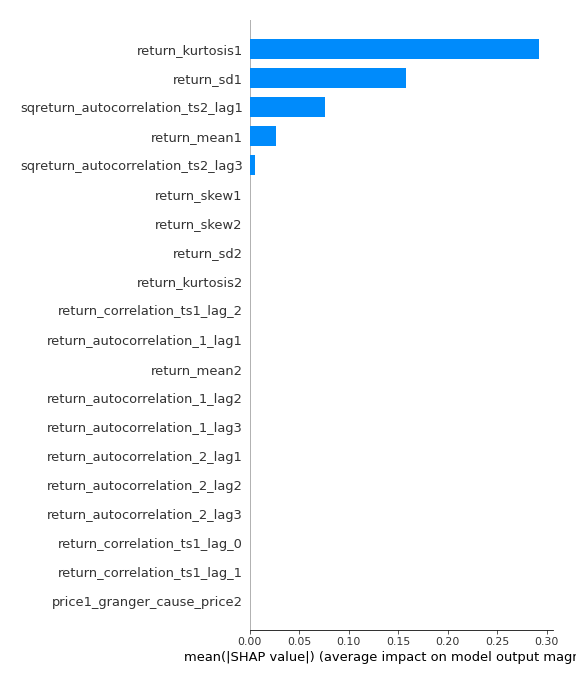 return_kurtosis1
return_sd1
sqreturn_autocorrelation_ts2_lag1
return_mean1
sqreturn_autocorrelation_ts2_lag3
return_skew1
return_skew2
return_sd2
return_kurtosis2
return_correlation_ts1_lag_2
return_autocorrelation_1_lag1
return_mean2
return_autocorrelation_1_lag2
return_autocorrelation_1_lag3
return_autocorrelation_2_lag1
return_autocorrelation_2_lag2
return_autocorrelation_2_lag3
return_correlation_ts1_lag_0
return_correlation_ts1_lag_1
price1_granger_cause_price2
0.00 0.05 0.10 0.15 0.20 0.25 0.30
mean(|SHAP value|) (average impact on model output magn